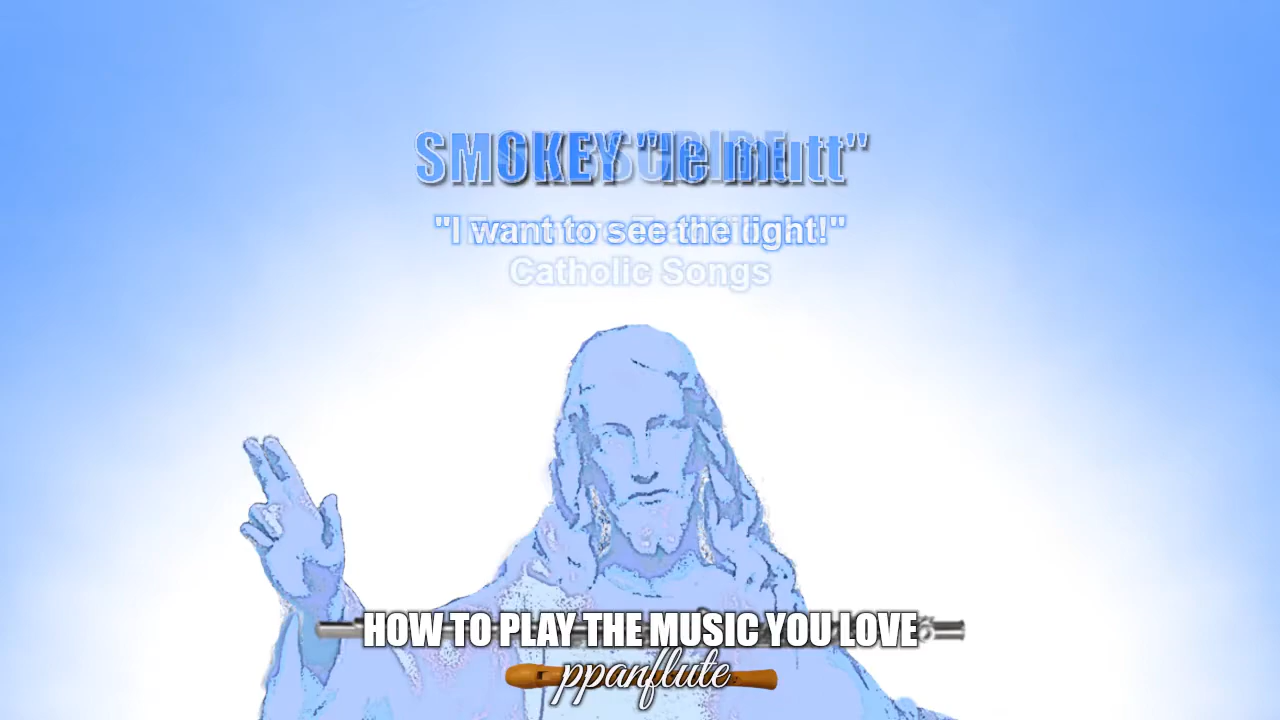 SMOKEY "le mutt"
"I want to see the light!"
Catholic Songs
HOW TO PLAY THE MUSIC YOU LOVE
ppanflute